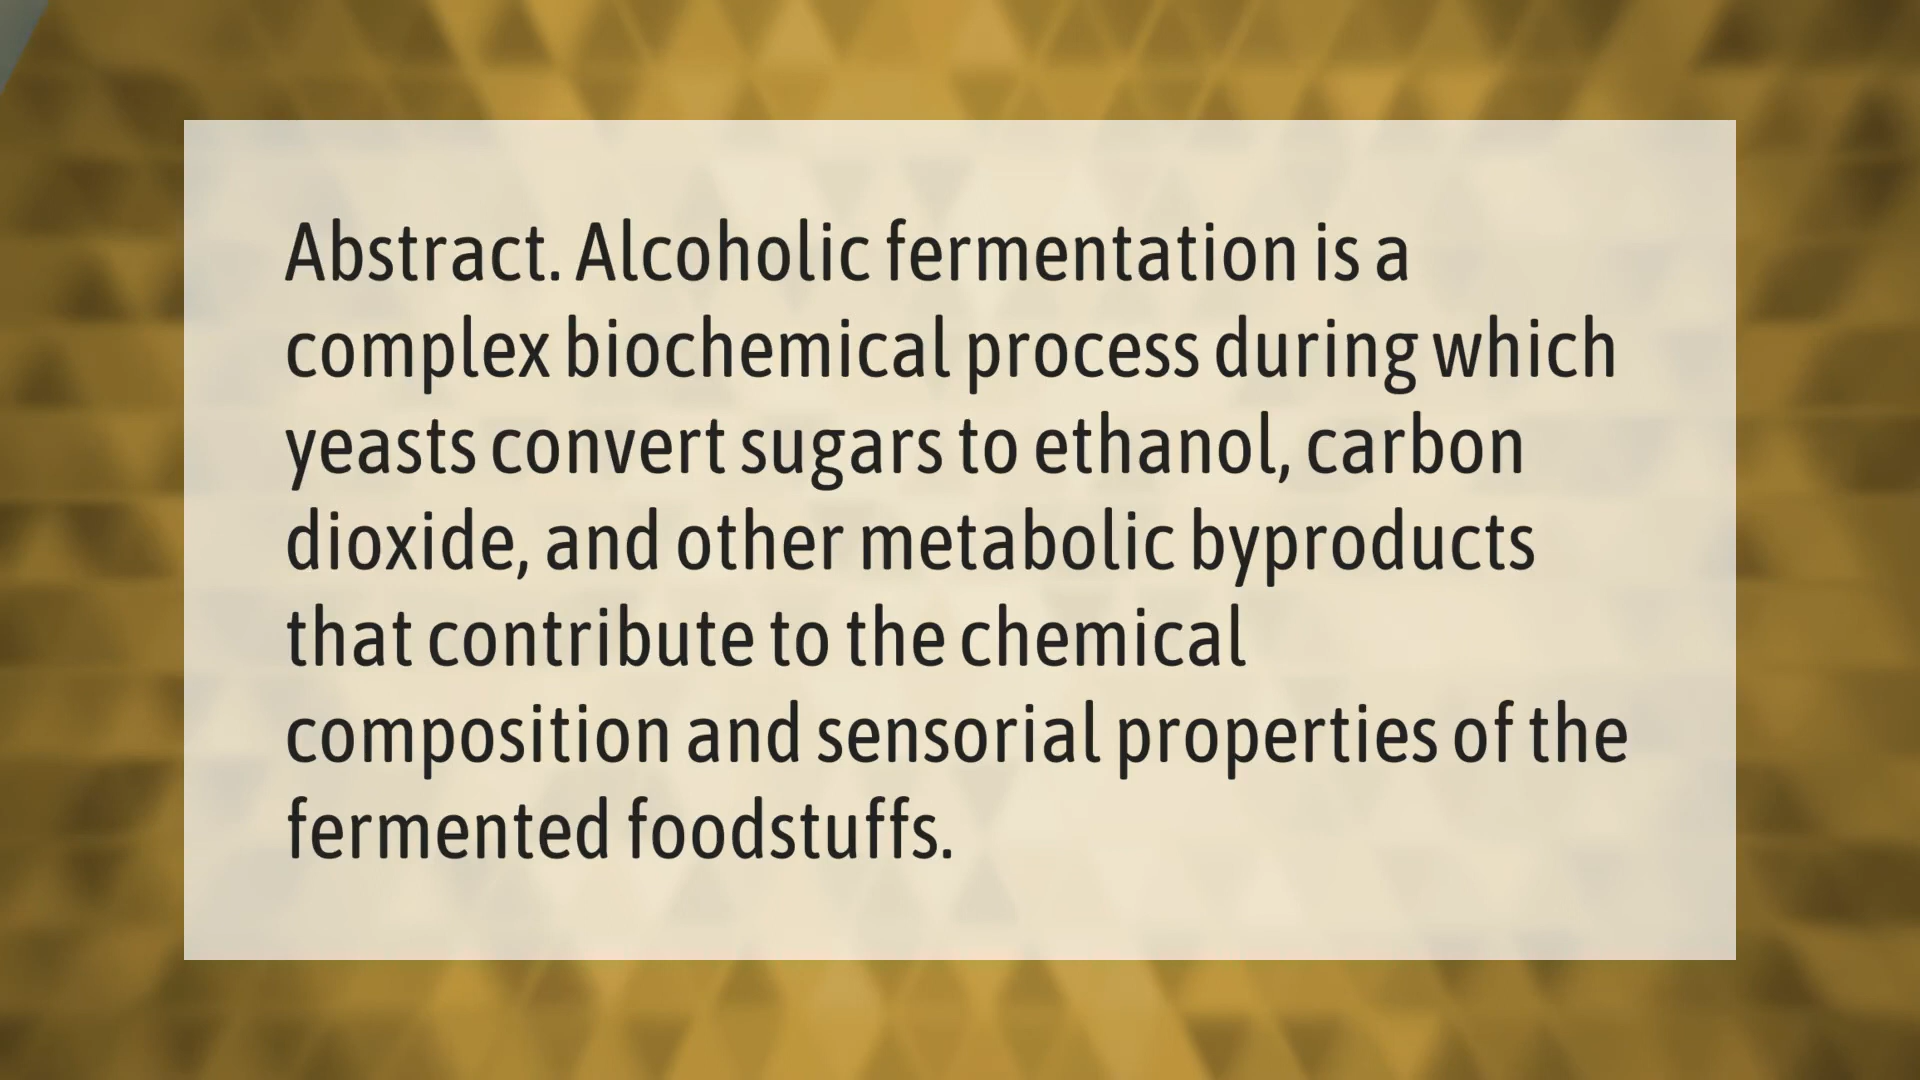 Abstract. Alcoholic fermentation is a
complex biochemical process during which
yeasts convert sugars to ethanol, carbon
dioxide, and other metabolic byproducts
that contribute to the chemical
composition and sensorial properties of the
fermented foodstuffs.